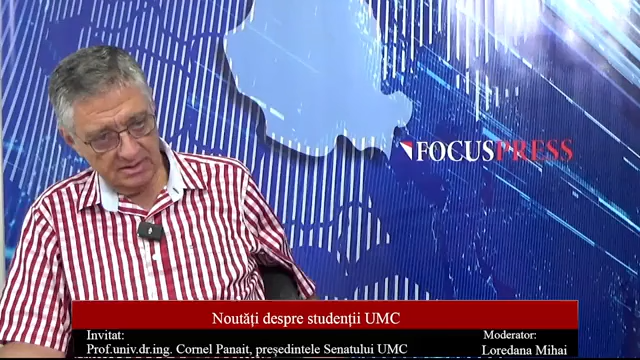 FOCUSPRESS
Noutăți despre studenții UMC
Invitat:
Prof.univ.dr.ing. Cornel Panait, președintele Senatului UMC
Moderator:
Loredana Mihai